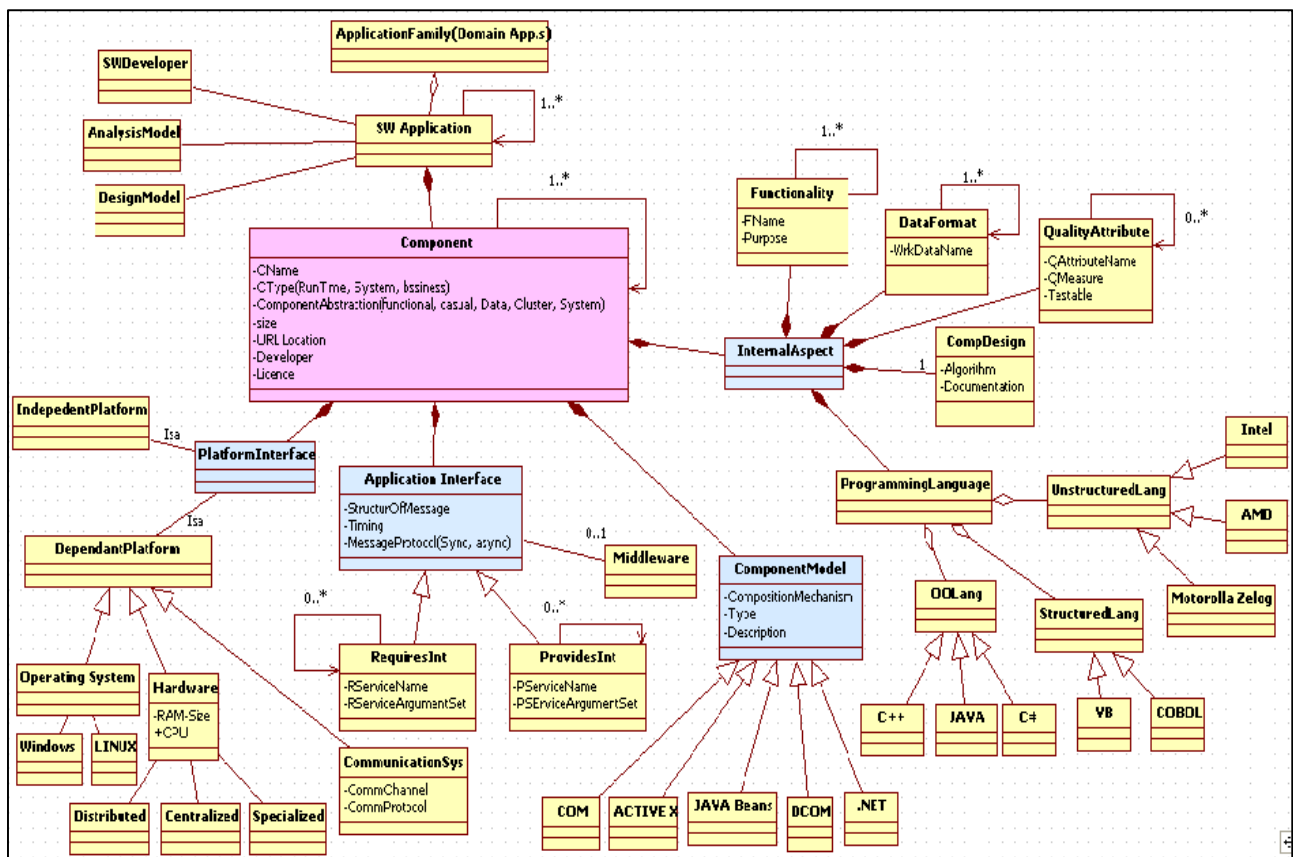 ApplicationFamily(Domain App.s)
SWDeveloper
1..*
SW Application
AnalysisModel
DesignModel
1..*
Component
-CName
-CType(RunTime, System, bssiness)
-ComponentAbstraction(functional, casual, Data, Cluster, System)
-size
-URL Location
-Developer
-Licence
1..*
Functionality
-FName
-Purpose
1..*
DataFormat
-WrkDataName
0..*
QualityAttribute
-QAttributeName
-QMeasure
-Testable
InternalAspect
1
CompDesign
-Algorithm
-Documentation
IndepedentPlatform
Isa
PlatformInterface
Isa
DependantPlatform
Application Interface
-StructurOfMessage
-Timing
-MessageProtocol(Sync, async)
0..1
Middleware
ProgrammingLanguage
UnstructuredLang
Intel
AMD
Motorolla Zelog
ComponentModel
-CompositionMechanism
-Type
-Description
OOLang
StructuredLang
0..*
RequiresInt
-RServiceName
-RServiceArgumentSet
0..*
ProvidesInt
-PServiceName
-PSErviceArgumentSet
Operating System
Hardware
-RAM-Size
+CPU
Windows
LINUX
CommunicationSys
-CommChannel
-CommProtocol
Distributed
Centralized
Specialized
COM
ACTIVE X
JAVA Beans
DCOM
.NET
C++
JAVA
C#
VB
COBOL